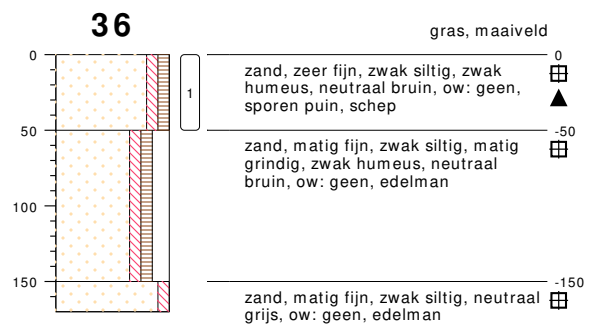 36
gras, maaiveld
0
0
zand, zeer fijn, zwak siltig, zwak
humeus, neutraal bruin, ow: geen,
sporen puin, schep
1
50
-50
zand, matig fijn, zwak siltig, matig
grindig, zwak humeus, neutraal
bruin, ow: geen, edelman
100
150
-150
zand, matig fijn, zwak siltig, neutraal
grijs, ow: geen, edelman